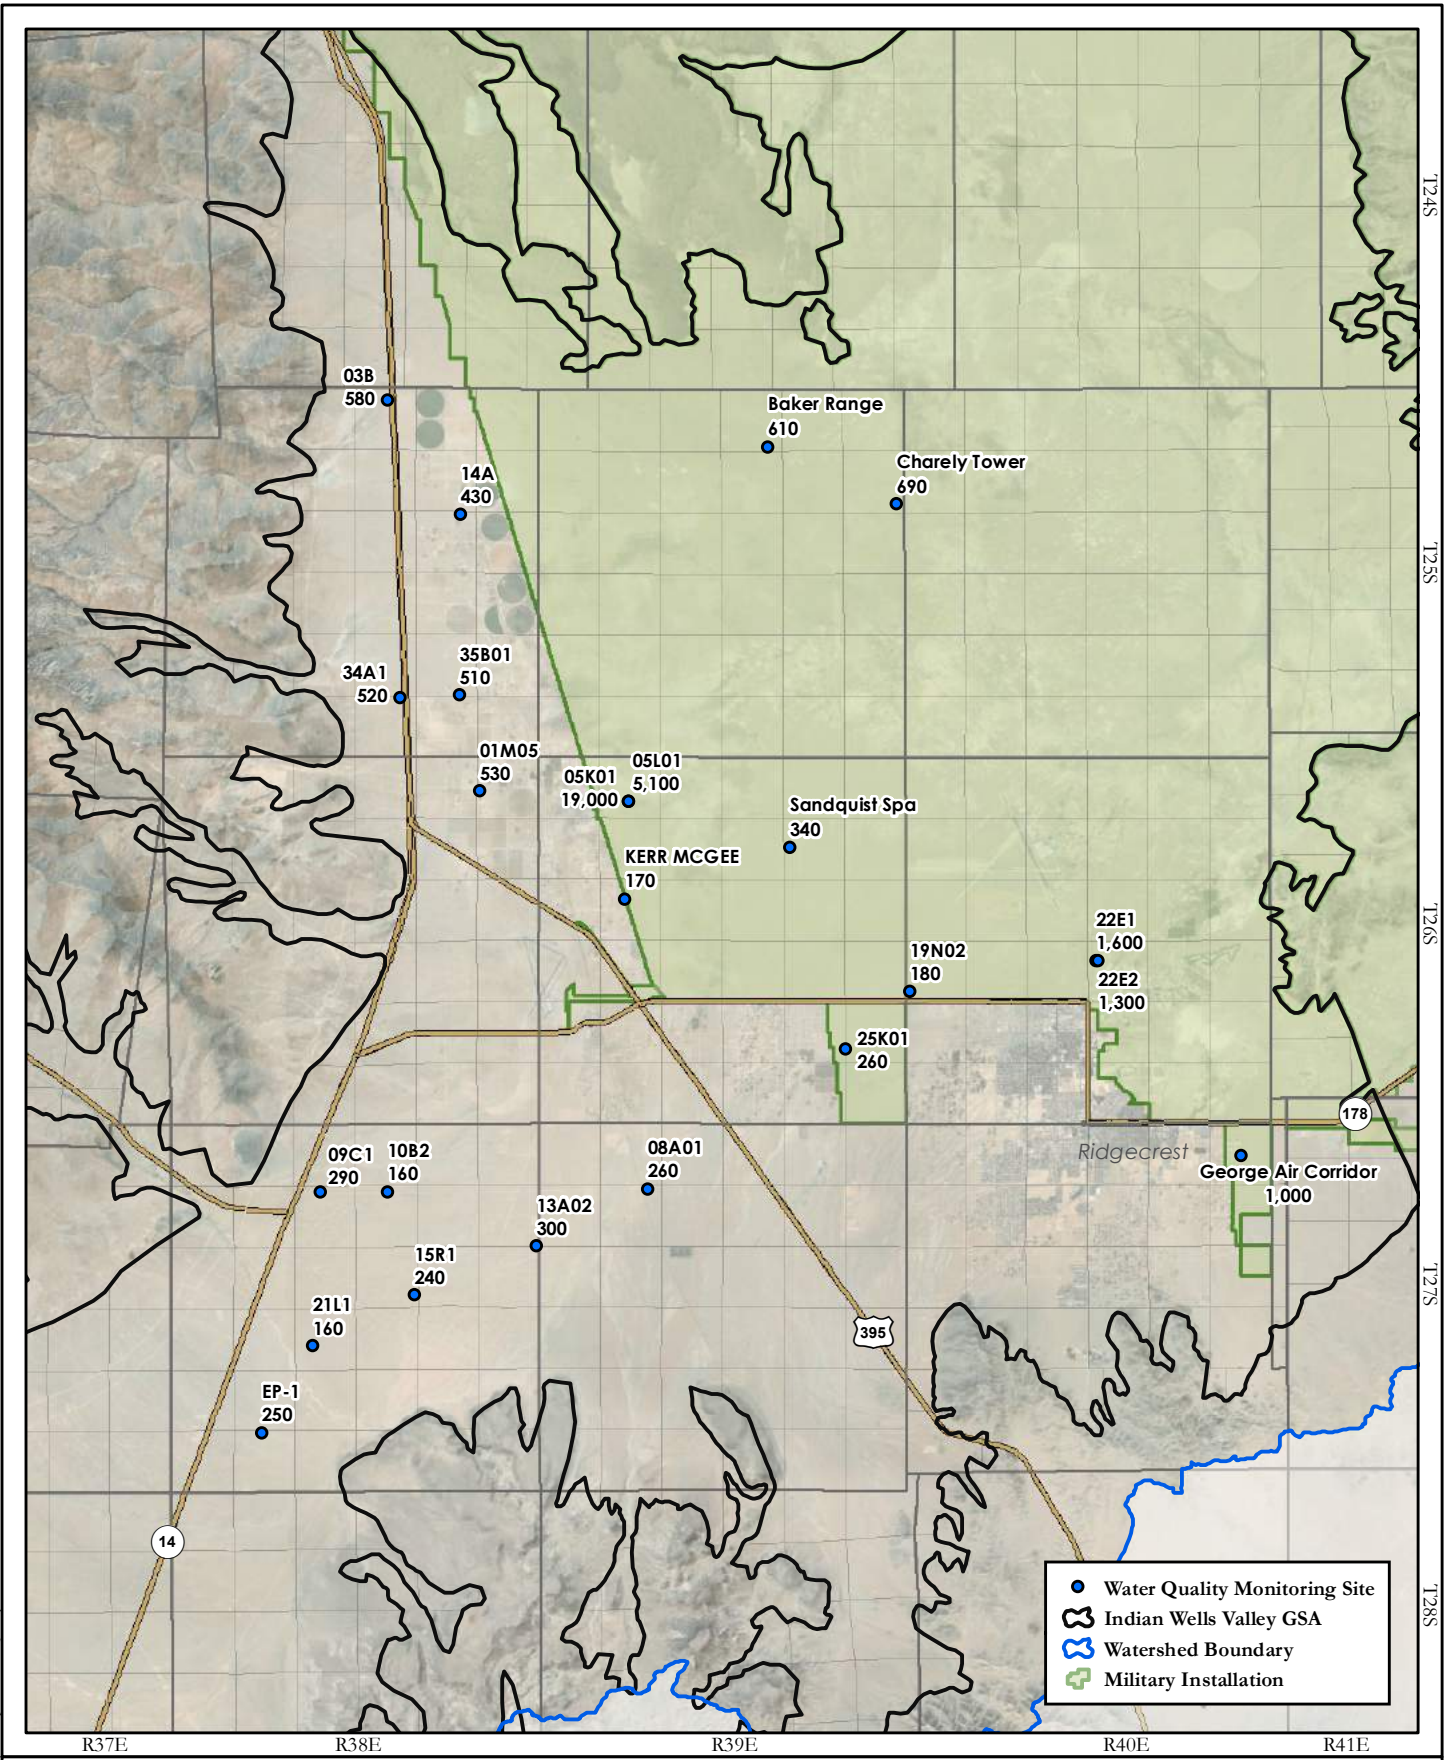 T24S
03B
580
Baker Range
610
Charely Tower
690
14A
430
T25S
35B01
510
34A1
520
01M05
530
05K01
19,000
05L01
5,100
Sandquist Spa
340
KERR MCGEE
170
T26S
22E1
1,600
22E2
1,300
19N02
180
25K01
260
178
Ridgecrest
George Air Corridor
1,000
09C1
290
10B2
160
08A01
260
13A02
300
15R1
240
T27S
21L1
160
395
EP-1
250
14
T28S
Water Quality Monitoring Site
Indian Wells Valley GSA
Watershed Boundary
Military Installation
R37E
R38E
R39E
R40E
R41E